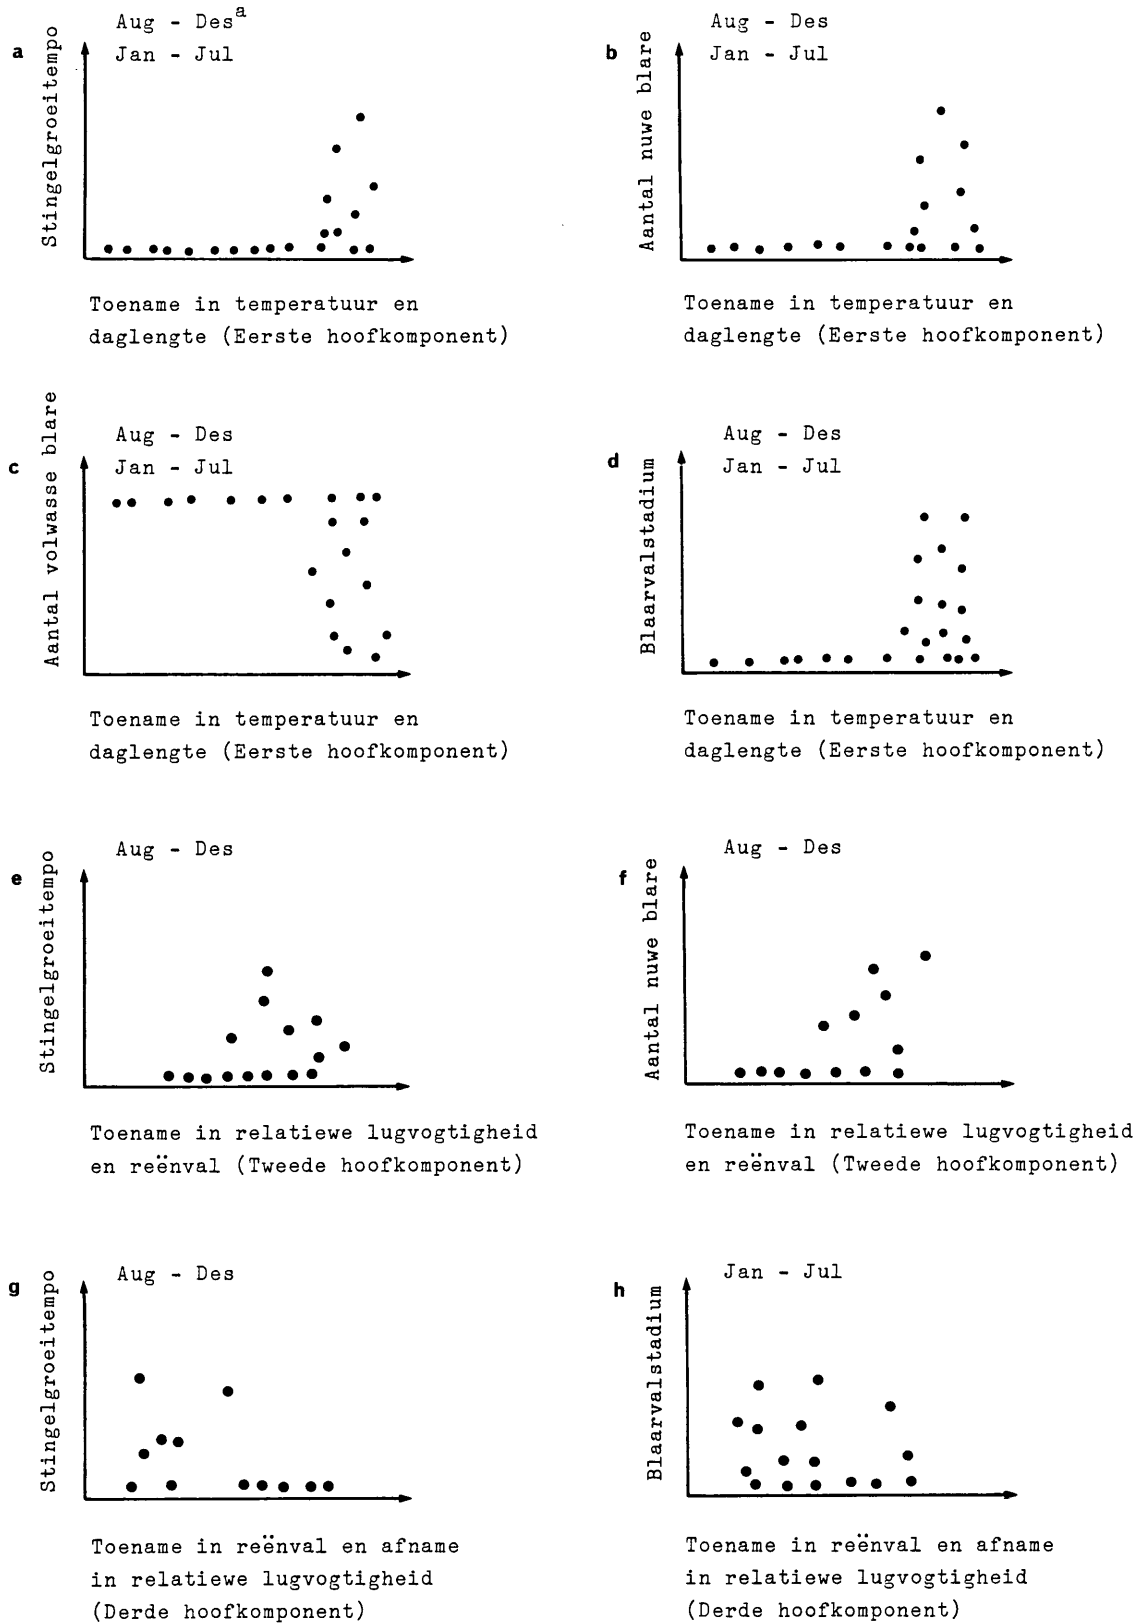 a
Aug - Desᵃ
Jan - Jul
Stingelgroeitempo
Toename in temperatuur en
daglengte (Eerste hoofkomponent)
b
Aug - Des
Jan - Jul
Aantal nuwe blare
Toename in temperatuur en
daglengte (Eerste hoofkomponent)
c
Aug - Des
Jan - Jul
Aantal volwasse blare
Toename in temperatuur en
daglengte (Eerste hoofkomponent)
d
Aug - Des
Jan - Jul
Blaarvalstadium
Toename in temperatuur en
daglengte (Eerste hoofkomponent)
e
Aug - Des
Stingelgroeitempo
Toename in relatiewe lugvogtigheid
en reënval (Tweede hoofkomponent)
f
Aug - Des
Aantal nuwe blare
Toename in relatiewe lugvogtigheid
en reënval (Tweede hoofkomponent)
g
Aug - Des
Stingelgroeitempo
Toename in reënval en afname
in relatiewe lugvogtigheid
(Derde hoofkomponent)
h
Jan - Jul
Blaarvalstadium
Toename in reënval en afname
in relatiewe lugvogtigheid
(Derde hoofkomponent)